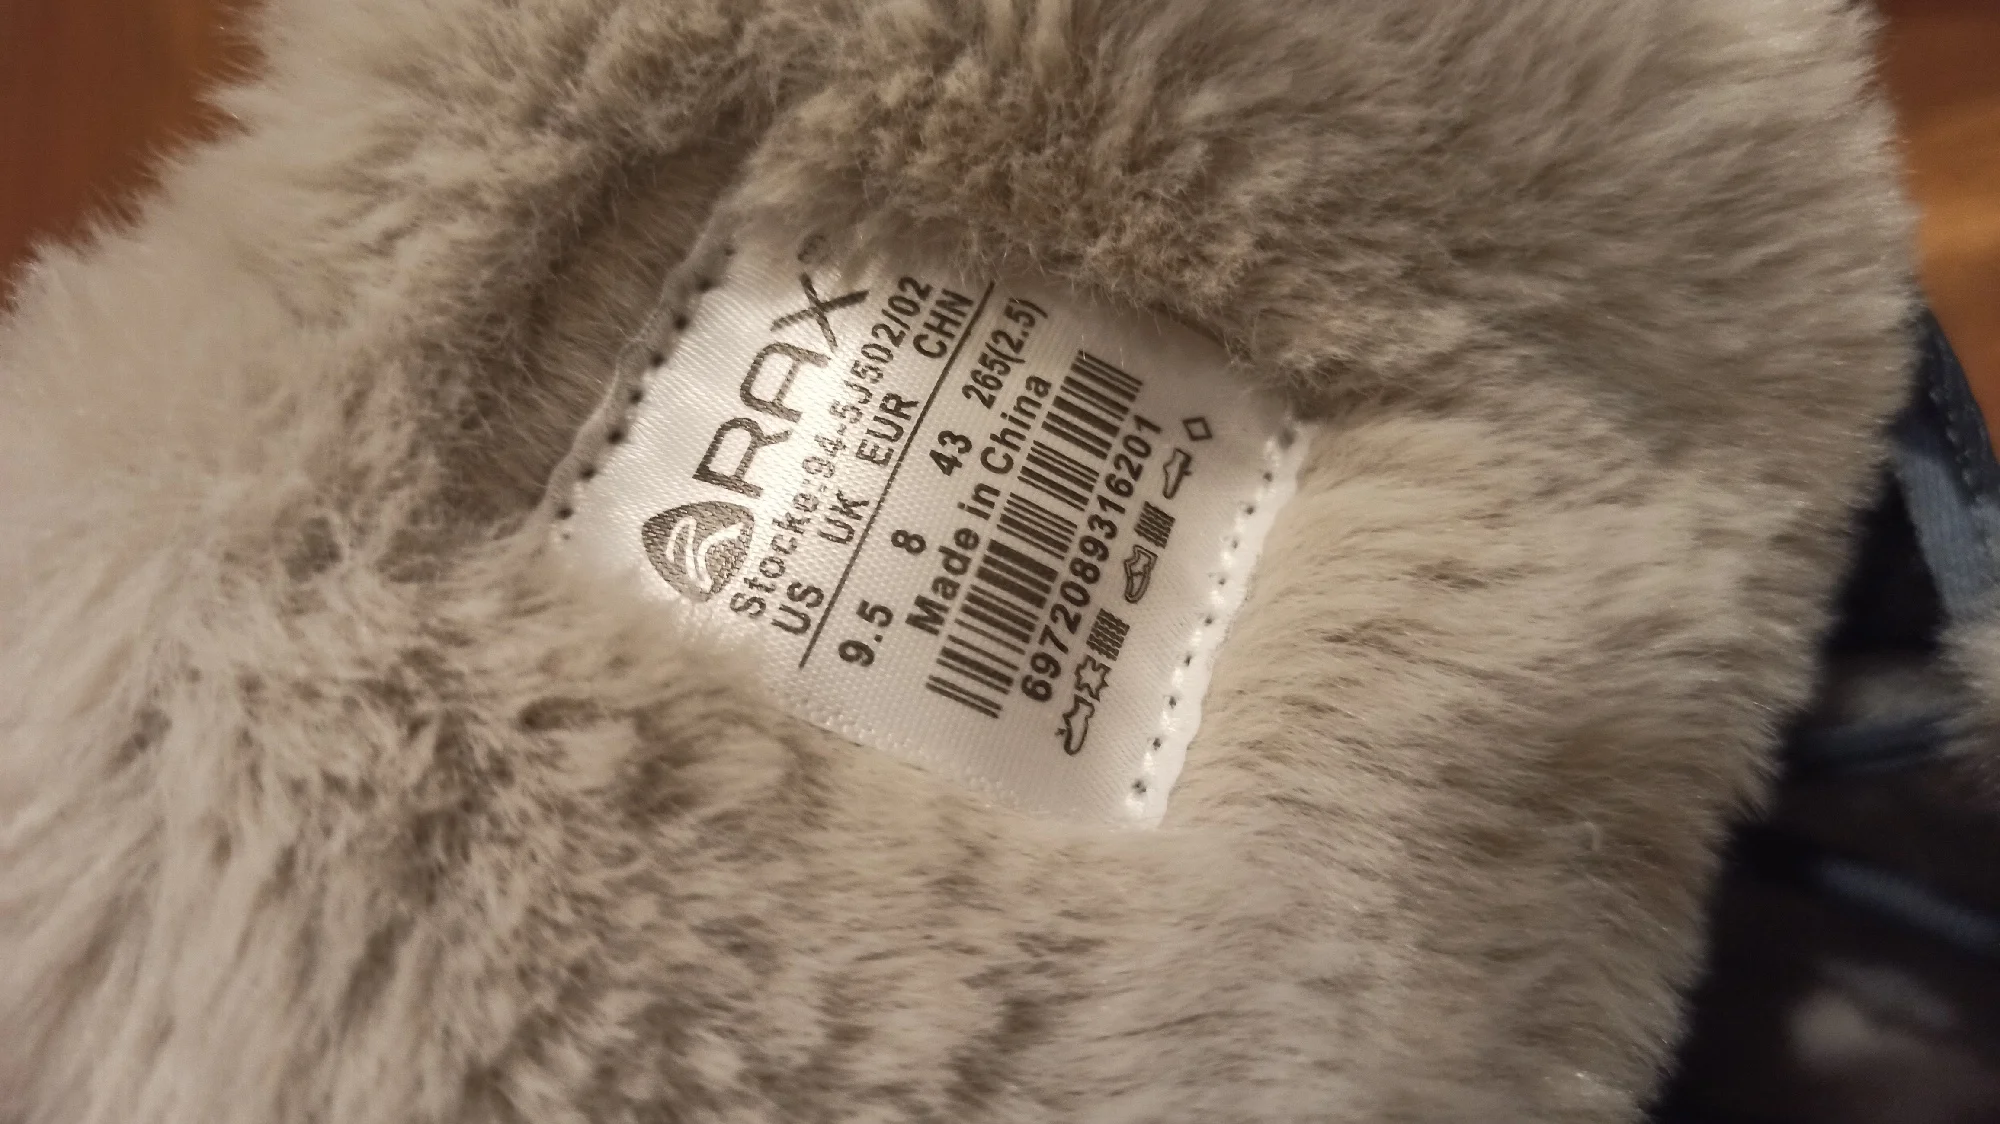 RAX®
Stocke:94-5J502/02
US UK EUR CHN
9.5 8 43 265(2.5)
Made in China
6972089316201